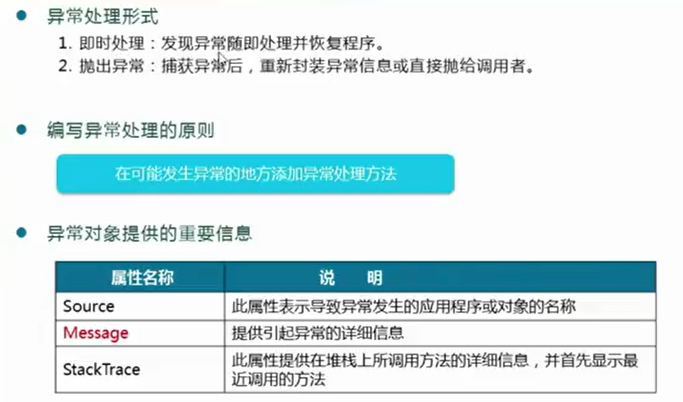 异常处理形式
1. 即时处理：发现异常随即处理并恢复程序。
2. 抛出异常：捕获异常后，重新封装异常信息或直接抛给调用者。
编写异常处理的原则
在可能发生异常的地方添加异常处理方法
异常对象提供的重要信息
属性名称 说 明
Source 此属性表示导致异常发生的应用程序或对象的名称
Message 提供引起异常的详细信息
StackTrace 此属性提供在堆栈上所调用方法的详细信息，并首先显示最
近调用的方法